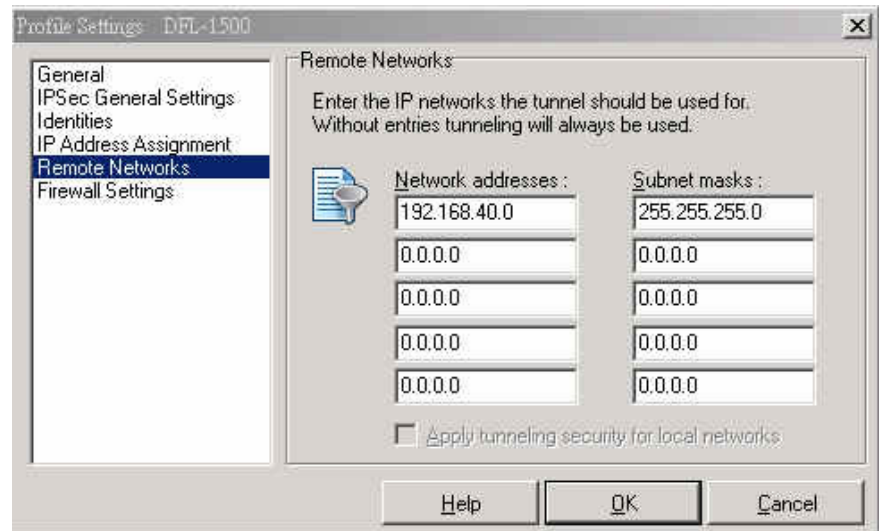 Profile Settings DFL-1500
General
IPSec General Settings
Identities
IP Address Assignment
Remote Networks
Firewall Settings
Remote Networks
Enter the IP networks the tunnel should be used for.
Without entries tunneling will always be used.
Network addresses : Subnet masks :
192.168.40.0 255.255.255.0
0.0.0.0 0.0.0.0
0.0.0.0 0.0.0.0
0.0.0.0 0.0.0.0
0.0.0.0 0.0.0.0
Apply tunneling security for local networks
Help OK Cancel